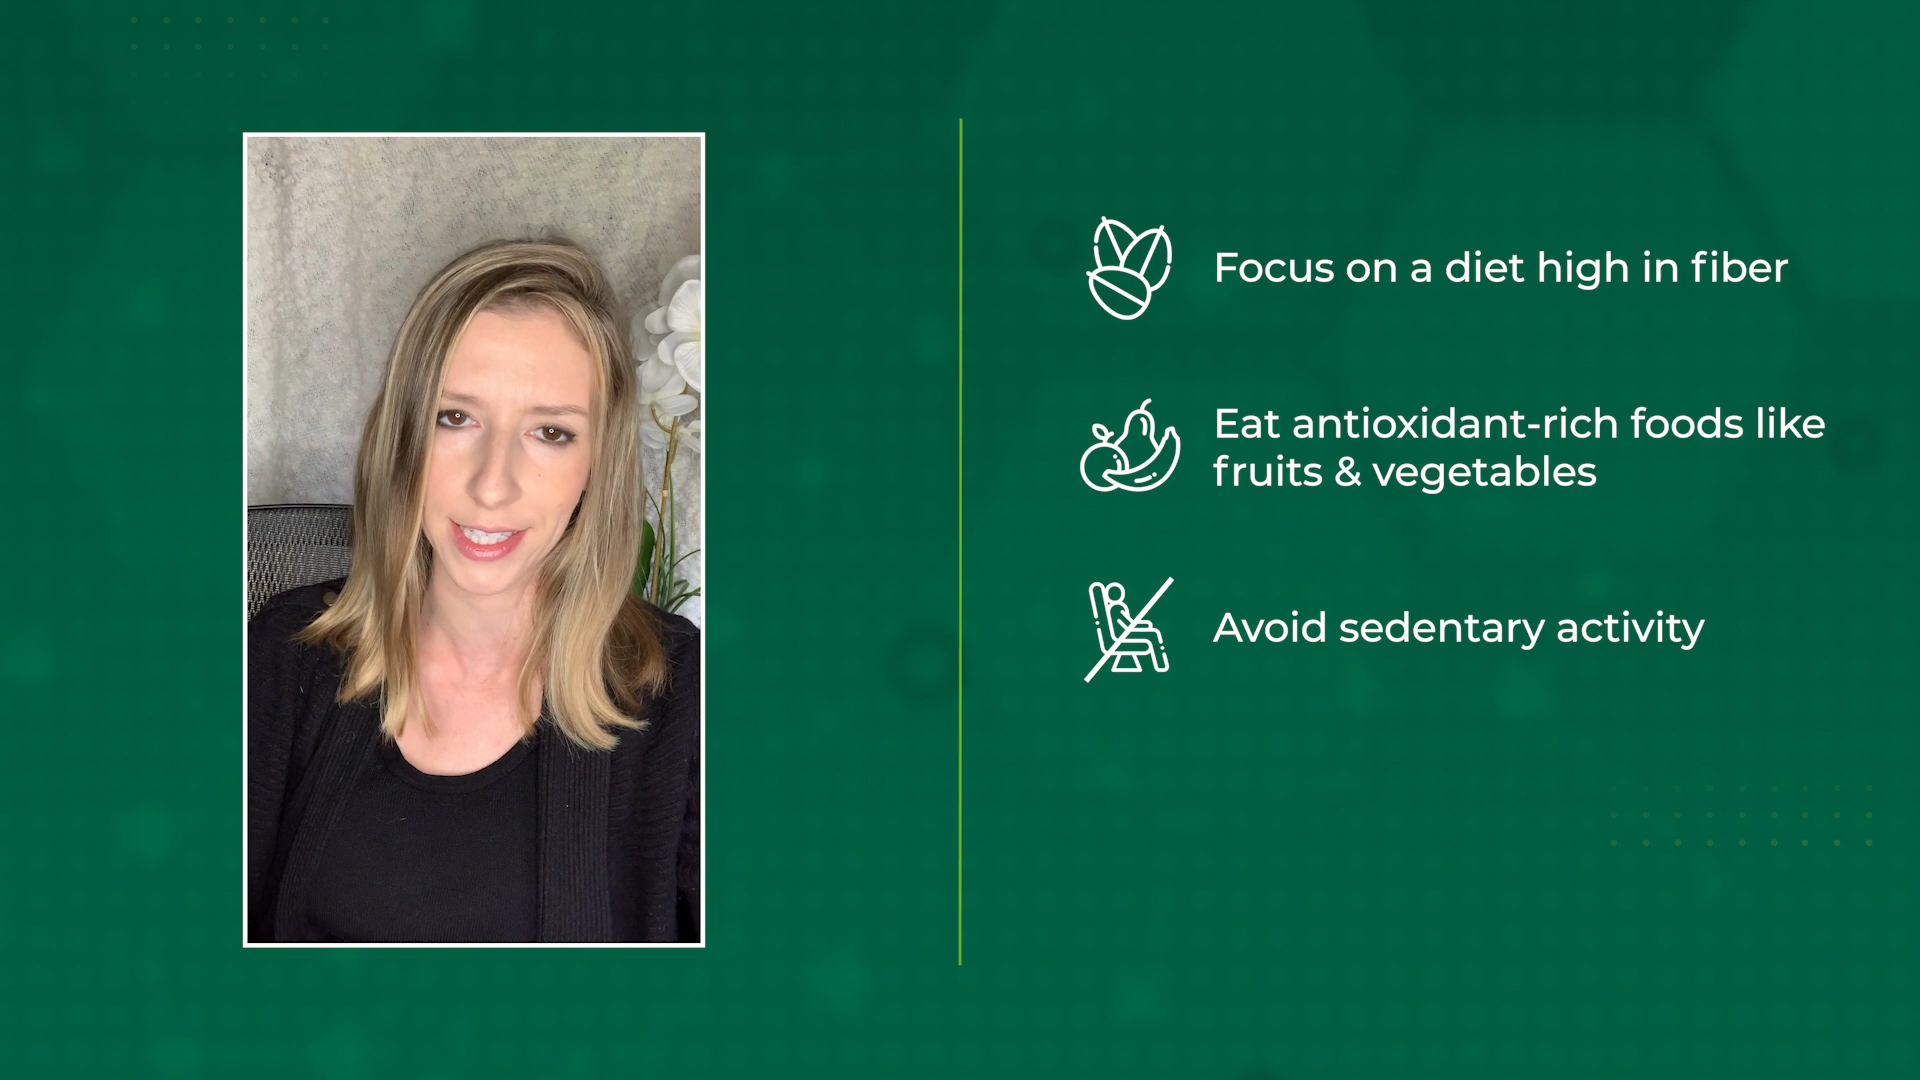 Focus on a diet high in fiber
Eat antioxidant-rich foods like
fruits & vegetables
Avoid sedentary activity